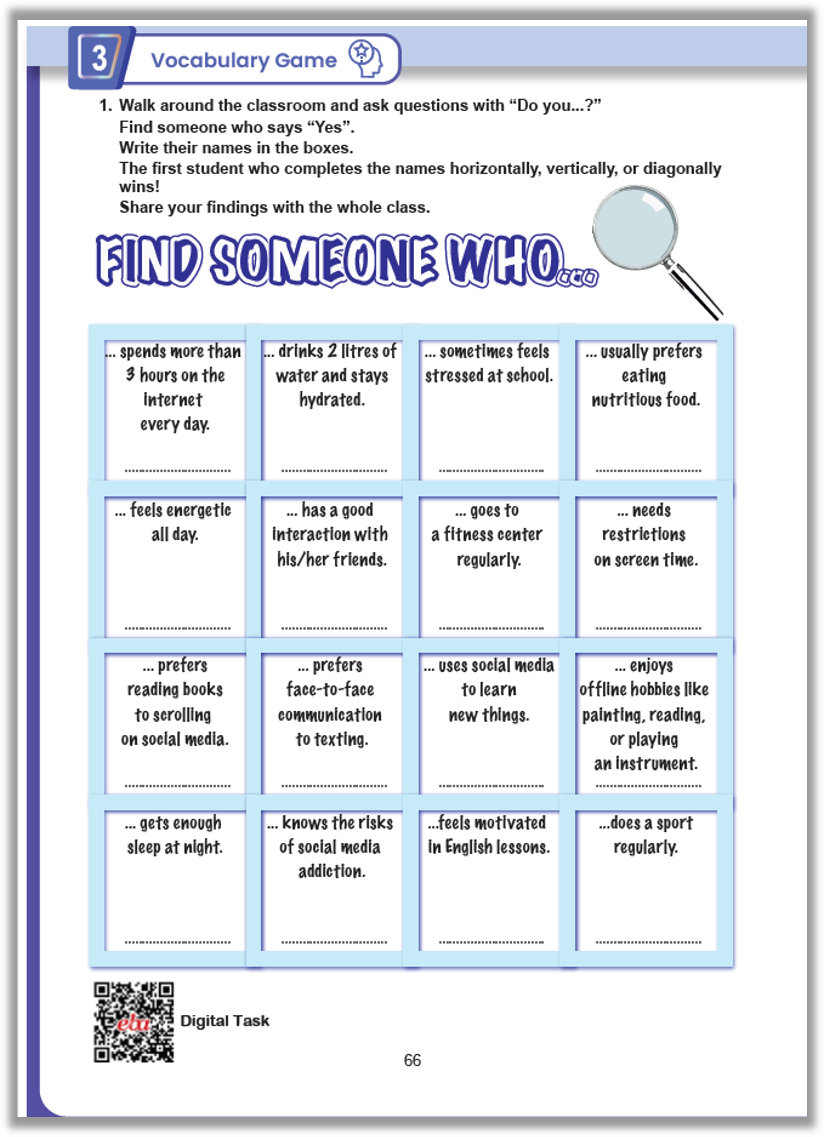 3
Vocabulary Game
1. Walk around the classroom and ask questions with “Do you...?”
Find someone who says “Yes”.
Write their names in the boxes.
The first student who completes the names horizontally, vertically, or diagonally
wins!
Share your findings with the whole class.
FIND SOMEONE WHO...
... spends more than
3 hours on the
internet
every day.
..............................
... drinks 2 litres of
water and stays
hydrated.
..............................
... sometimes feels
stressed at school.
..............................
... usually prefers
eating
nutritious food.
..............................
... feels energetic
all day.
..............................
... has a good
interaction with
his/her friends.
..............................
... goes to
a fitness center
regularly.
..............................
... needs
restrictions
on screen time.
..............................
... prefers
reading books
to scrolling
on social media.
..............................
... prefers
face-to-face
communication
to texting.
..............................
... uses social media
to learn
new things.
..............................
... enjoys
offline hobbies like
painting, reading,
or playing
an instrument.
..............................
... gets enough
sleep at night.
..............................
... knows the risks
of social media
addiction.
..............................
...feels motivated
in English lessons.
..............................
...does a sport
regularly.
..............................
eba
Digital Task
66